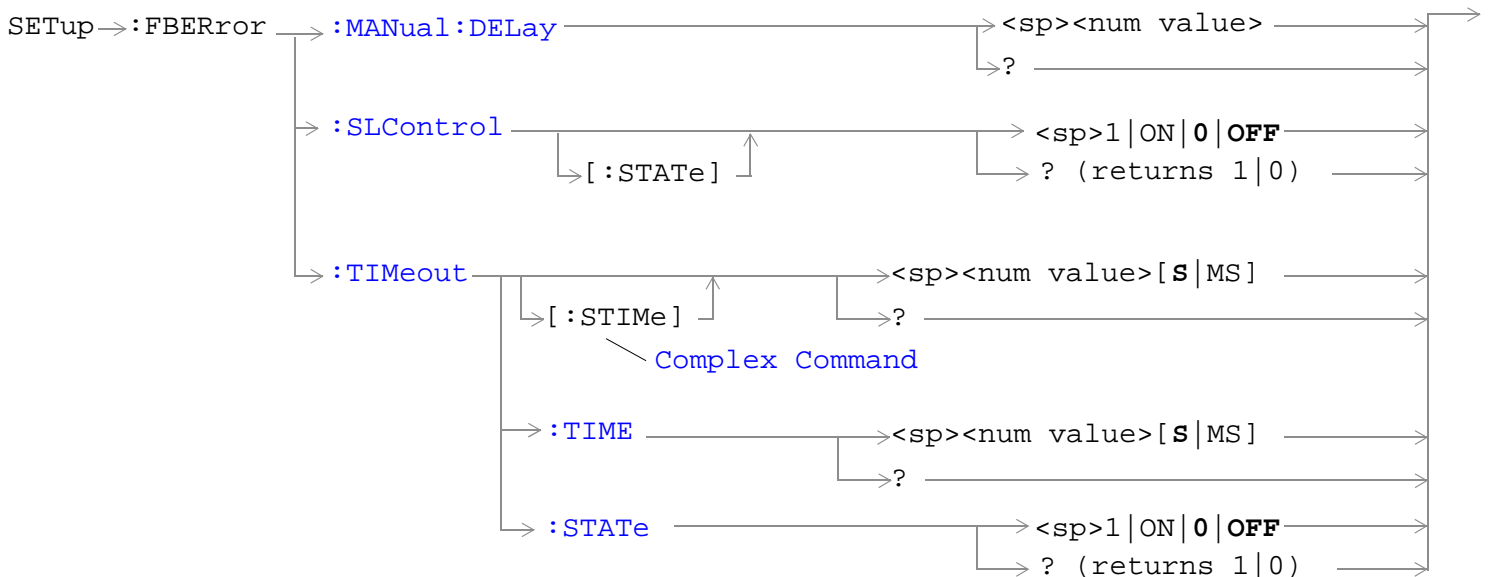 SETup :FBERror :MANual:DELay <sp><num value>
?
:SLControl <sp>1|ON|0|OFF
[:STATe] ? (returns 1|0)
:TIMeout <sp><num value>[S|MS]
[:STIMe] ?
Complex Command
:TIME <sp><num value>[S|MS]
?
:STATe <sp>1|ON|0|OFF
? (returns 1|0)